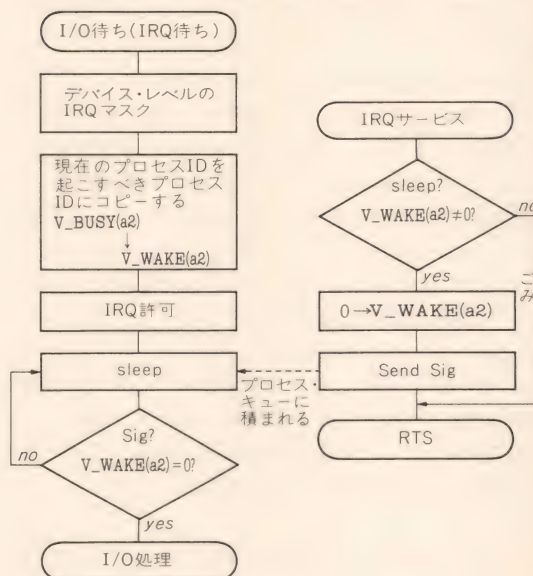 I/O待ち(IRQ待ち)
デバイス・レベルの
IRQマスク
現在のプロセスIDを
起こすべきプロセス
IDにコピーする
V_BUSY(a2)
↓
V_WAKE(a2)
IRQ許可
sleep
Sig?
V_WAKE(a2)=0?
no
yes
I/O処理
プロセス・
キューに
積まれる
IRQサービス
sleep?
V_WAKE(a2)≠0?
no
yes
0→V_WAKE(a2)
Send Sig
RTS
ご
み